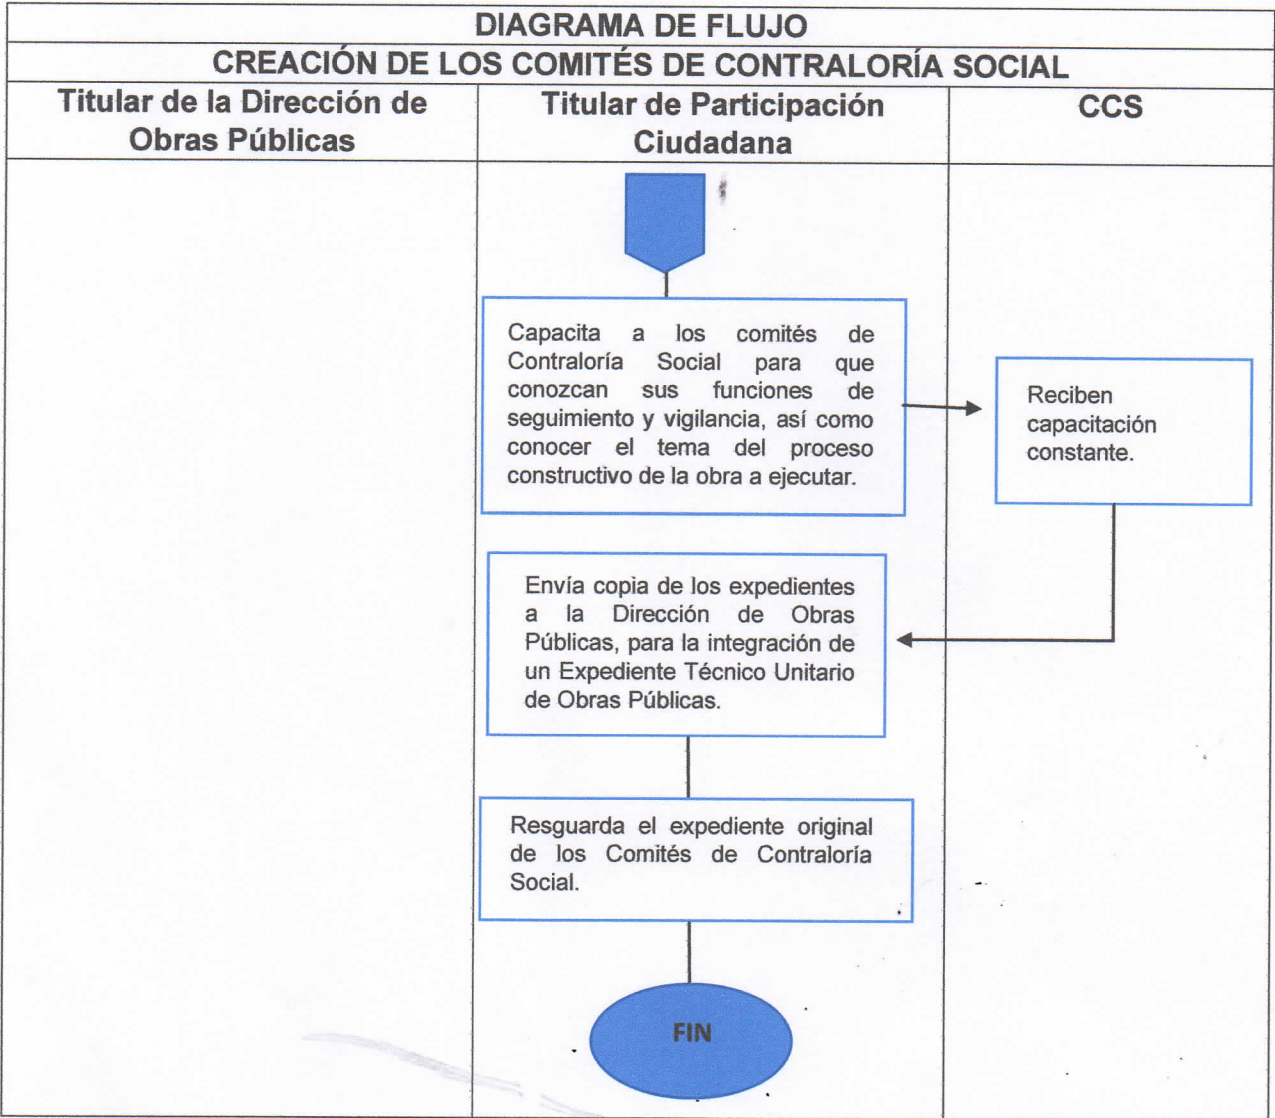 DIAGRAMA DE FLUJO
CREACIÓN DE LOS COMITÉS DE CONTRALORÍA SOCIAL
Titular de la Dirección de
Obras Públicas
Titular de Participación
Ciudadana
CCS
Capacita a los comités de
Contraloría Social para que
conozcan sus funciones de
seguimiento y vigilancia, así como
conocer el tema del proceso
constructivo de la obra a ejecutar.
Reciben
capacitación
constante.
Envía copia de los expedientes
a la Dirección de Obras
Públicas, para la integración de
un Expediente Técnico Unitario
de Obras Públicas.
Resguarda el expediente original
de los Comités de Contraloría
Social.
FIN